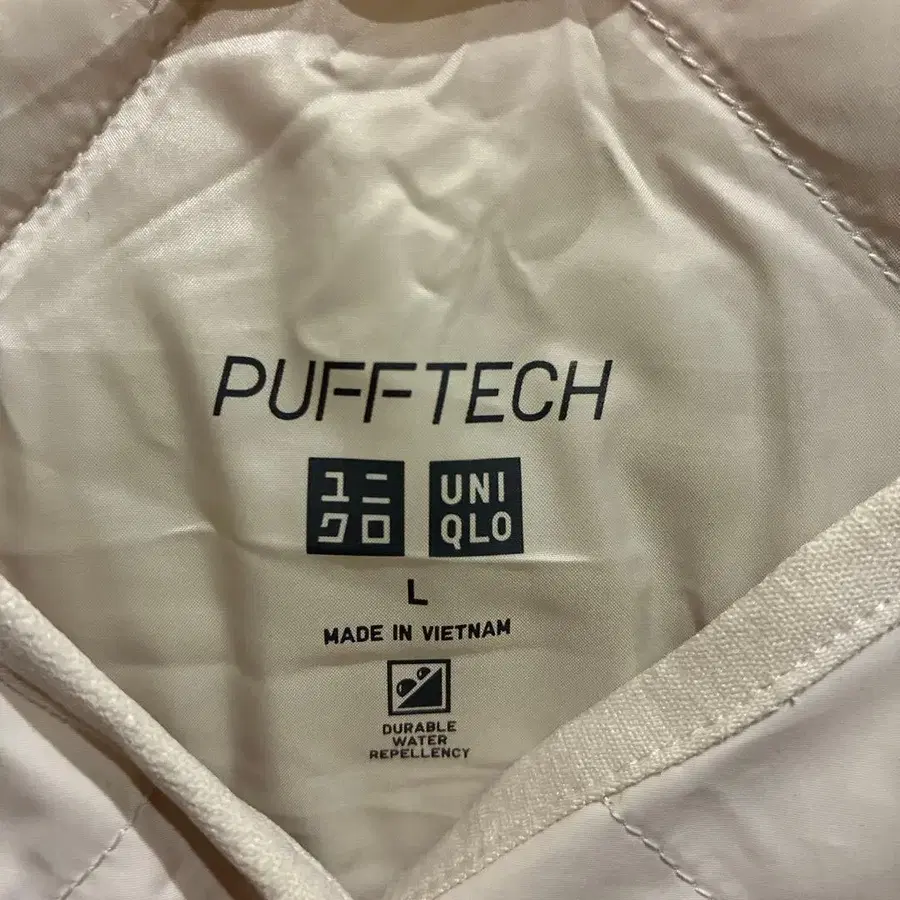 PUFFTECH
ユニ UNI
クロ QLO
L
MADE IN VIETNAM
DURABLE
WATER
REPELLENCY